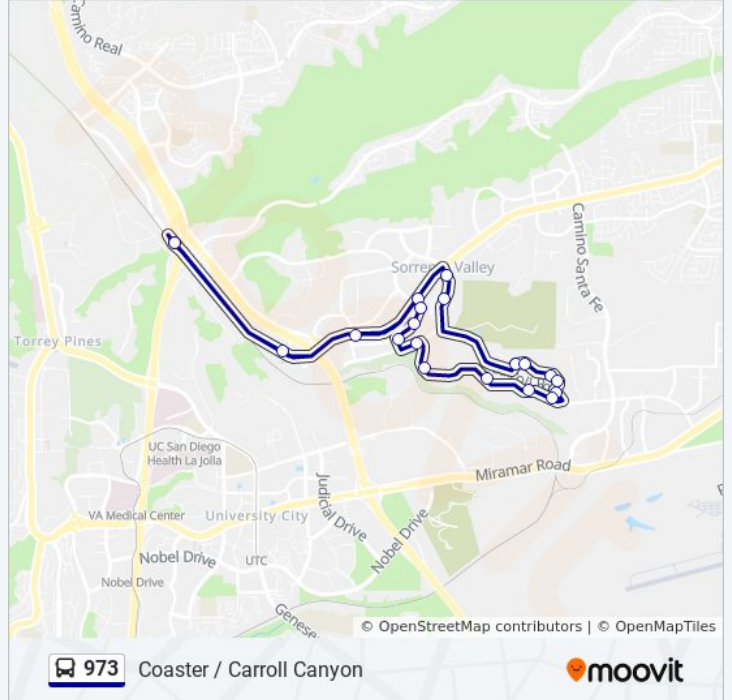 Camino Real
Camino Santa Fe
Sorrento Valley
Torrey Pines
UC San Diego
Health La Jolla
Miramar Road
Judicial Drive
VA Medical Center
University City
Nobel Drive
Nobel Drive
UTC
Nobel Drive
Genese
© OpenStreetMap contributors | © OpenMapTiles
973
Coaster / Carroll Canyon
moovit